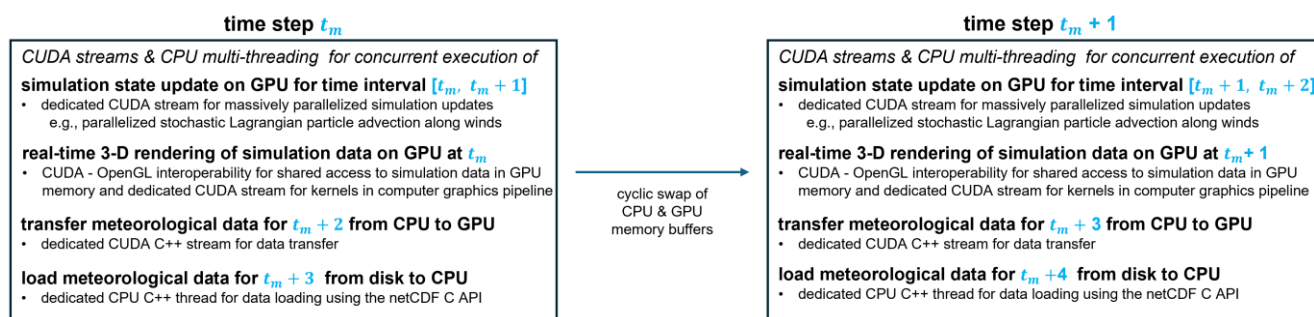 time step t_m
CUDA streams & CPU multi-threading for concurrent execution of
simulation state update on GPU for time interval [t_m, t_m + 1]
• dedicated CUDA stream for massively parallelized simulation updates
e.g., parallelized stochastic Lagrangian particle advection along winds
real-time 3-D rendering of simulation data on GPU at t_m
• CUDA - OpenGL interoperability for shared access to simulation data in GPU
memory and dedicated CUDA stream for kernels in computer graphics pipeline
transfer meteorological data for t_m + 2 from CPU to GPU
• dedicated CUDA C++ stream for data transfer
load meteorological data for t_m + 3 from disk to CPU
• dedicated CPU C++ thread for data loading using the netCDF C API
cyclic swap of
CPU & GPU
memory buffers
time step t_m + 1
CUDA streams & CPU multi-threading for concurrent execution of
simulation state update on GPU for time interval [t_m + 1, t_m + 2]
• dedicated CUDA stream for massively parallelized simulation updates
e.g., parallelized stochastic Lagrangian particle advection along winds
real-time 3-D rendering of simulation data on GPU at t_m+ 1
• CUDA - OpenGL interoperability for shared access to simulation data in GPU
memory and dedicated CUDA stream for kernels in computer graphics pipeline
transfer meteorological data for t_m + 3 from CPU to GPU
• dedicated CUDA C++ stream for data transfer
load meteorological data for t_m +4 from disk to CPU
• dedicated CPU C++ thread for data loading using the netCDF C API